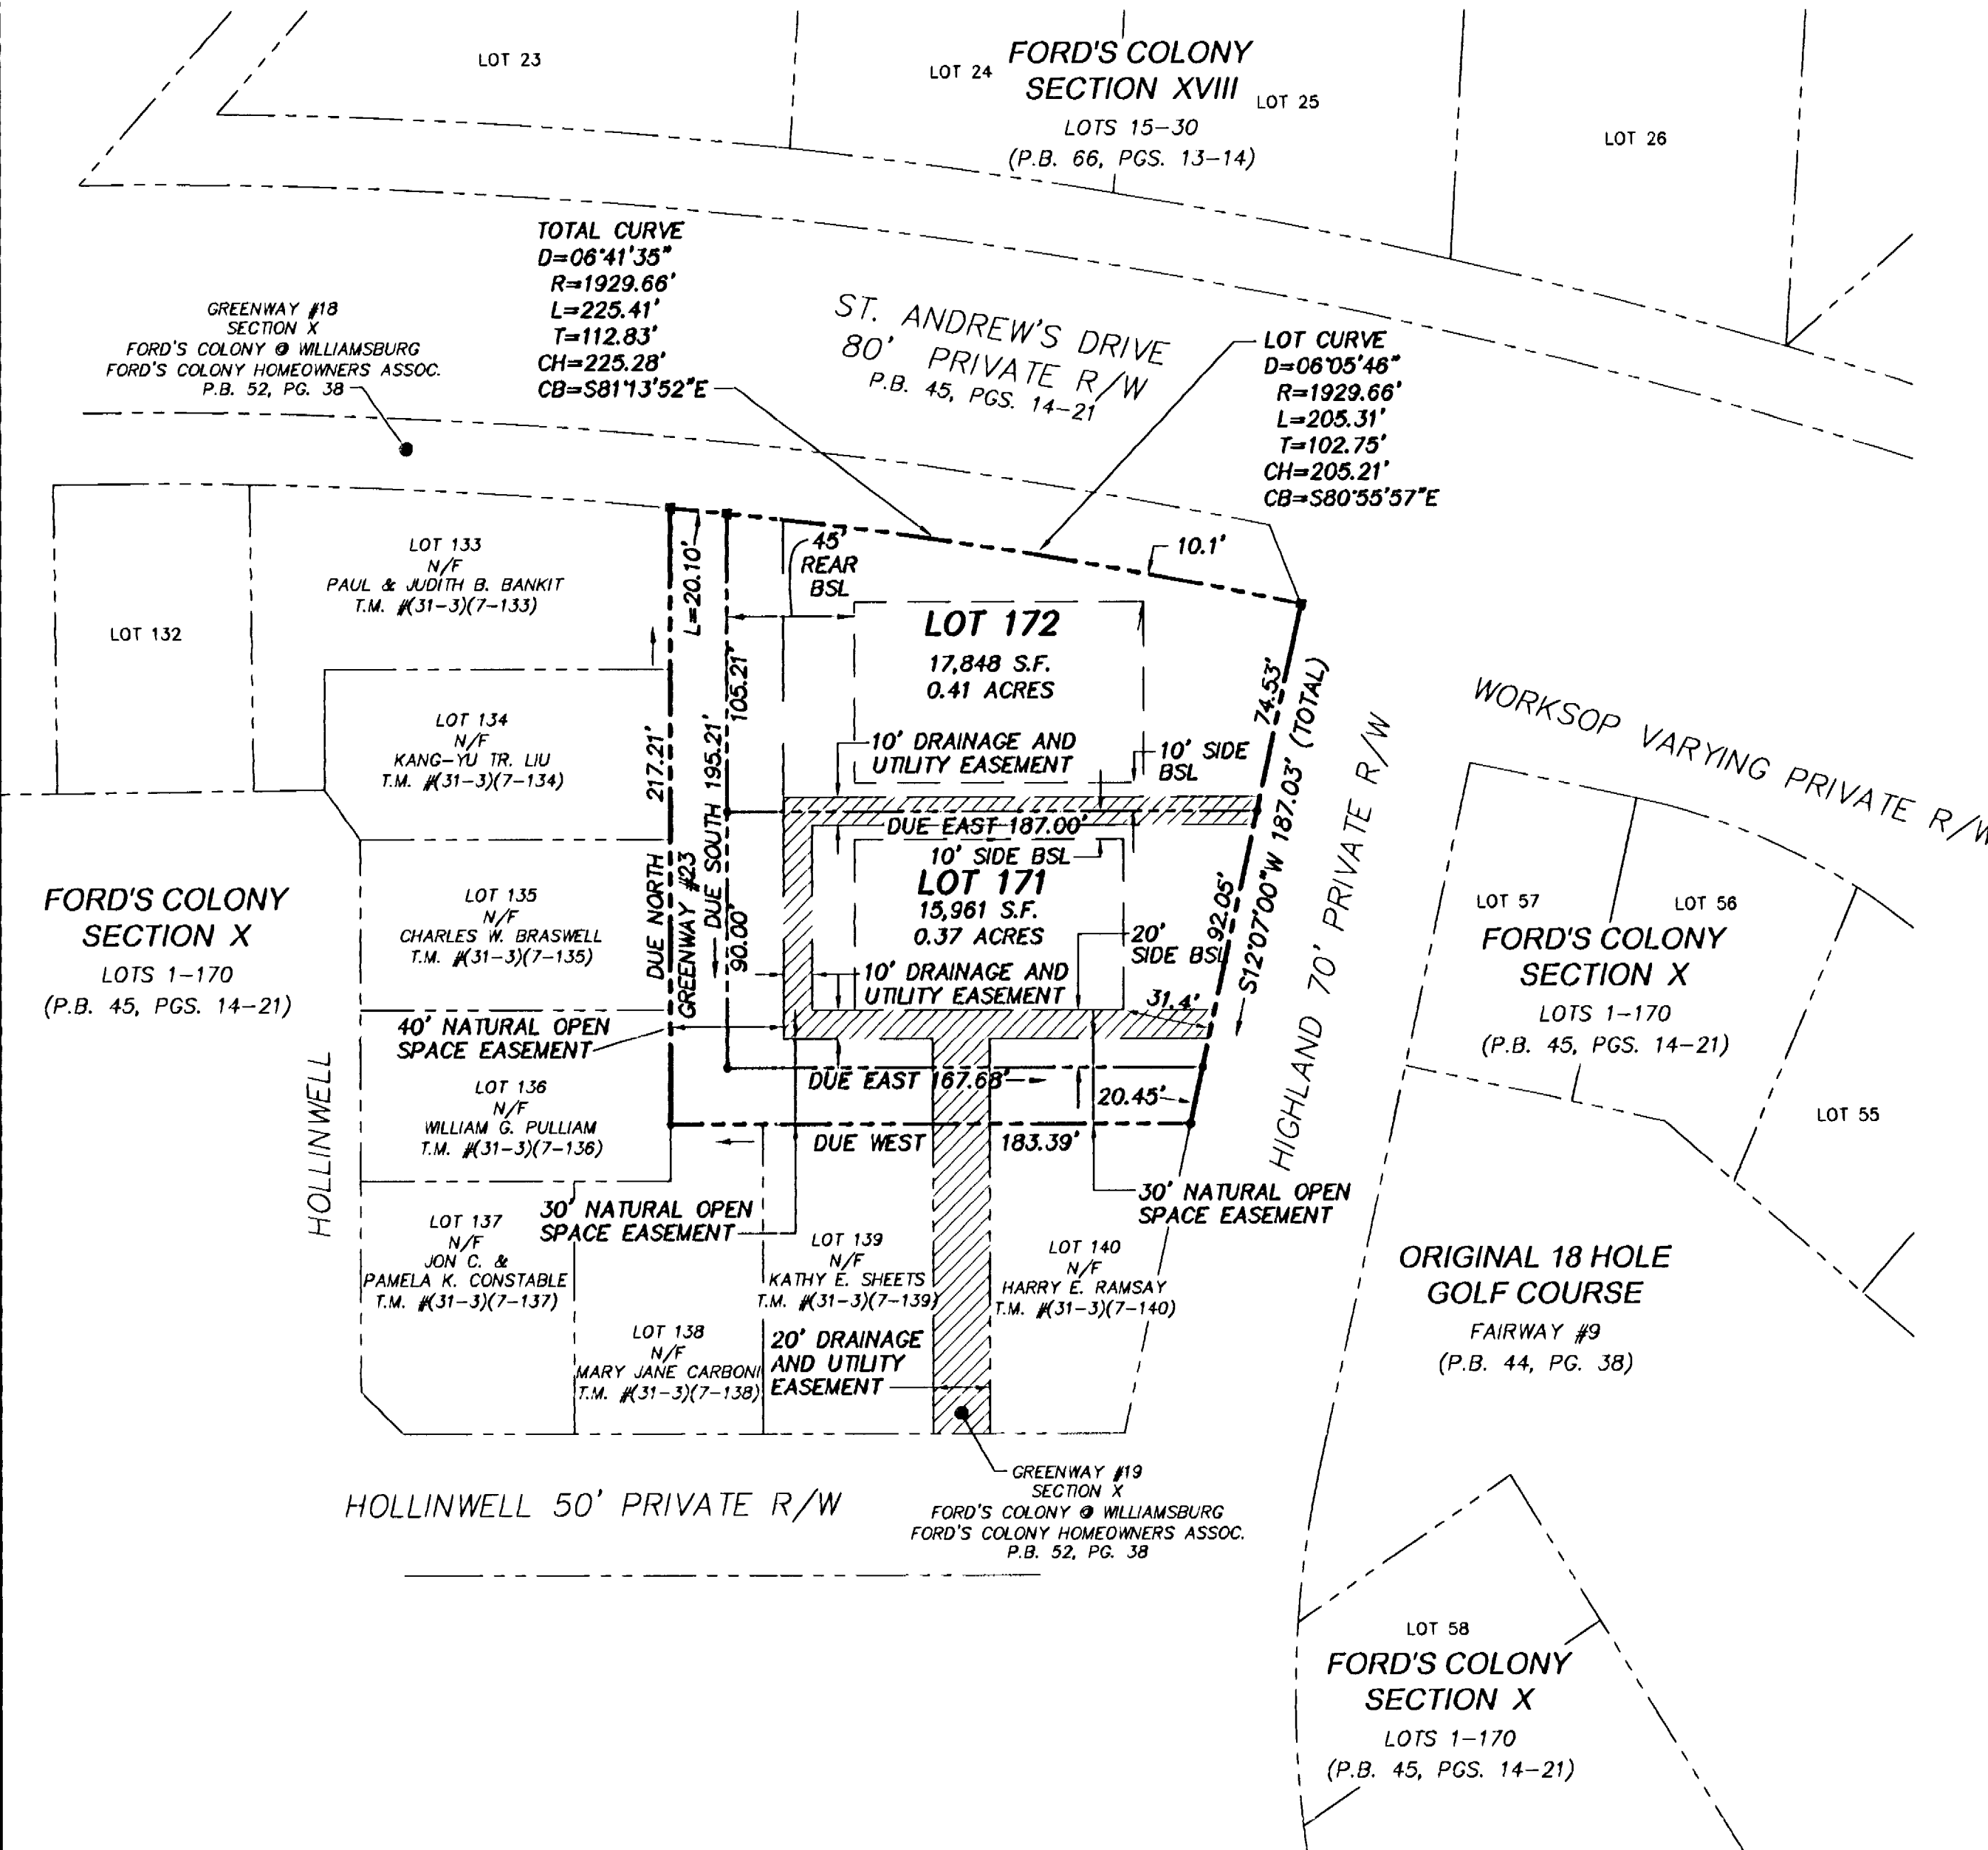 LOT 23
LOT 24
FORD'S COLONY
SECTION XVIII
LOT 25
LOTS 15-30
(P.B. 66, PGS. 13-14)
LOT 26
TOTAL CURVE
D=06°41'35"
R=1929.66'
L=225.41'
T=112.83'
CH=225.28'
CB=S81°13'52"E
GREENWAY #18
SECTION X
FORD'S COLONY @ WILLIAMSBURG
FORD'S COLONY HOMEOWNERS ASSOC.
P.B. 52, PG. 38
ST. ANDREW'S DRIVE
80' PRIVATE R/W
P.B. 45, PGS. 14-21
LOT CURVE
D=06°05'46"
R=1929.66'
L=205.31'
T=102.75'
CH=205.21'
CB=S80°55'57"E
LOT 132
LOT 133
N/F
PAUL & JUDITH B. BANKIT
T.M. #(31-3)(7-133)
L=20.10'
45'
REAR
BSL
10.1'
LOT 172
17,848 S.F.
0.41 ACRES
105.21'
74.53'
S12°07'00"W 187.03' (TOTAL)
LOT 134
N/F
KANG-YU TR. LIU
T.M. #(31-3)(7-134)
DUE NORTH 217.21'
GREENWAY #23
DUE SOUTH 195.21'
10' DRAINAGE AND
UTILITY EASEMENT
10' SIDE
BSL
DUE EAST 187.00'
10' SIDE BSL
LOT 171
15,961 S.F.
0.37 ACRES
90.00'
92.05'
20'
SIDE BSL
10' DRAINAGE AND
UTILITY EASEMENT
31.4'
WORKSOP VARYING PRIVATE R/W
HIGHLAND 70' PRIVATE R/W
FORD'S COLONY
SECTION X
LOTS 1-170
(P.B. 45, PGS. 14-21)
LOT 135
N/F
CHARLES W. BRASWELL
T.M. #(31-3)(7-135)
LOT 57
LOT 56
FORD'S COLONY
SECTION X
LOTS 1-170
(P.B. 45, PGS. 14-21)
LOT 55
40' NATURAL OPEN
SPACE EASEMENT
LOT 136
N/F
WILLIAM G. PULLIAM
T.M. #(31-3)(7-136)
DUE EAST 167.68'
20.45'
DUE WEST 183.39'
HOLLINWELL
30' NATURAL OPEN
SPACE EASEMENT
30' NATURAL OPEN
SPACE EASEMENT
LOT 137
N/F
JON C. &
PAMELA K. CONSTABLE
T.M. #(31-3)(7-137)
LOT 139
N/F
KATHY E. SHEETS
T.M. #(31-3)(7-139)
LOT 140
N/F
HARRY E. RAMSAY
T.M. #(31-3)(7-140)
LOT 138
N/F
MARY JANE CARBONI
T.M. #(31-3)(7-138)
20' DRAINAGE
AND UTILITY
EASEMENT
ORIGINAL 18 HOLE
GOLF COURSE
FAIRWAY #9
(P.B. 44, PG. 38)
GREENWAY #19
SECTION X
FORD'S COLONY @ WILLIAMSBURG
FORD'S COLONY HOMEOWNERS ASSOC.
P.B. 52, PG. 38
HOLLINWELL 50' PRIVATE R/W
LOT 58
FORD'S COLONY
SECTION X
LOTS 1-170
(P.B. 45, PGS. 14-21)